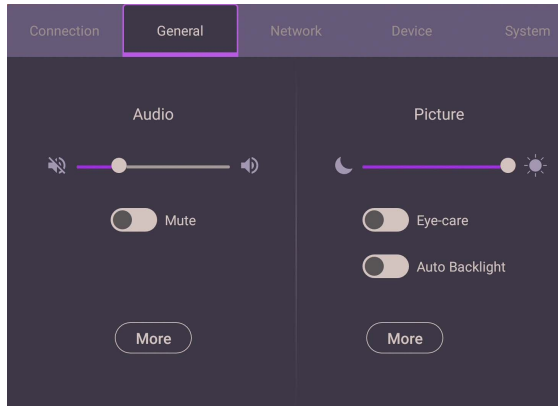 Connection General Network Device System
Audio
Mute
More
Picture
Eye-care
Auto Backlight
More